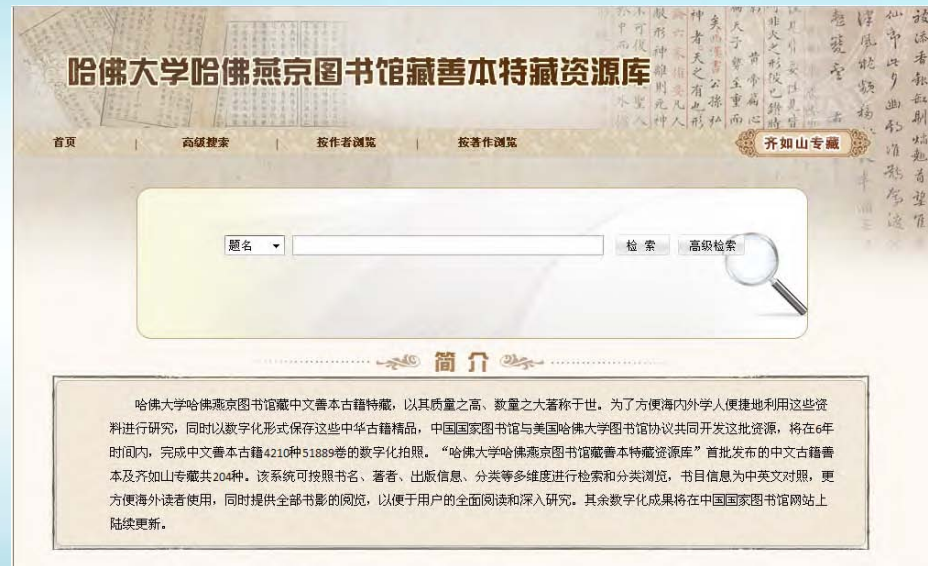 哈佛大学哈佛燕京图书馆藏善本特藏资源库
首页 | 高级搜索 | 按作者浏览 | 按著作浏览
齐如山专藏
题名 检 索 高级检索
简 介
哈佛大学哈佛燕京图书馆藏中文善本古籍特藏，以其质量之高、数量之大著称于世。为了方便海内外学人便捷地利用这些资
料进行研究，同时以数字化形式保存这些中华古籍精品，中国国家图书馆与美国哈佛大学图书馆协议共同开发这批资源，将在6年
时间内，完成中文善本古籍4210种51889卷的数字化拍照。“哈佛大学哈佛燕京图书馆藏善本特藏资源库”首批发布的中文古籍善
本及齐如山专藏共204种。该系统可按照书名、著者、出版信息、分类等多维度进行检索和分类浏览，书目信息为中英文对照，更
方便海外读者使用，同时提供全部书影的阅览，以便于用户的全面阅读和深入研究。其余数字化成果将在中国国家图书馆网站上
陆续更新。